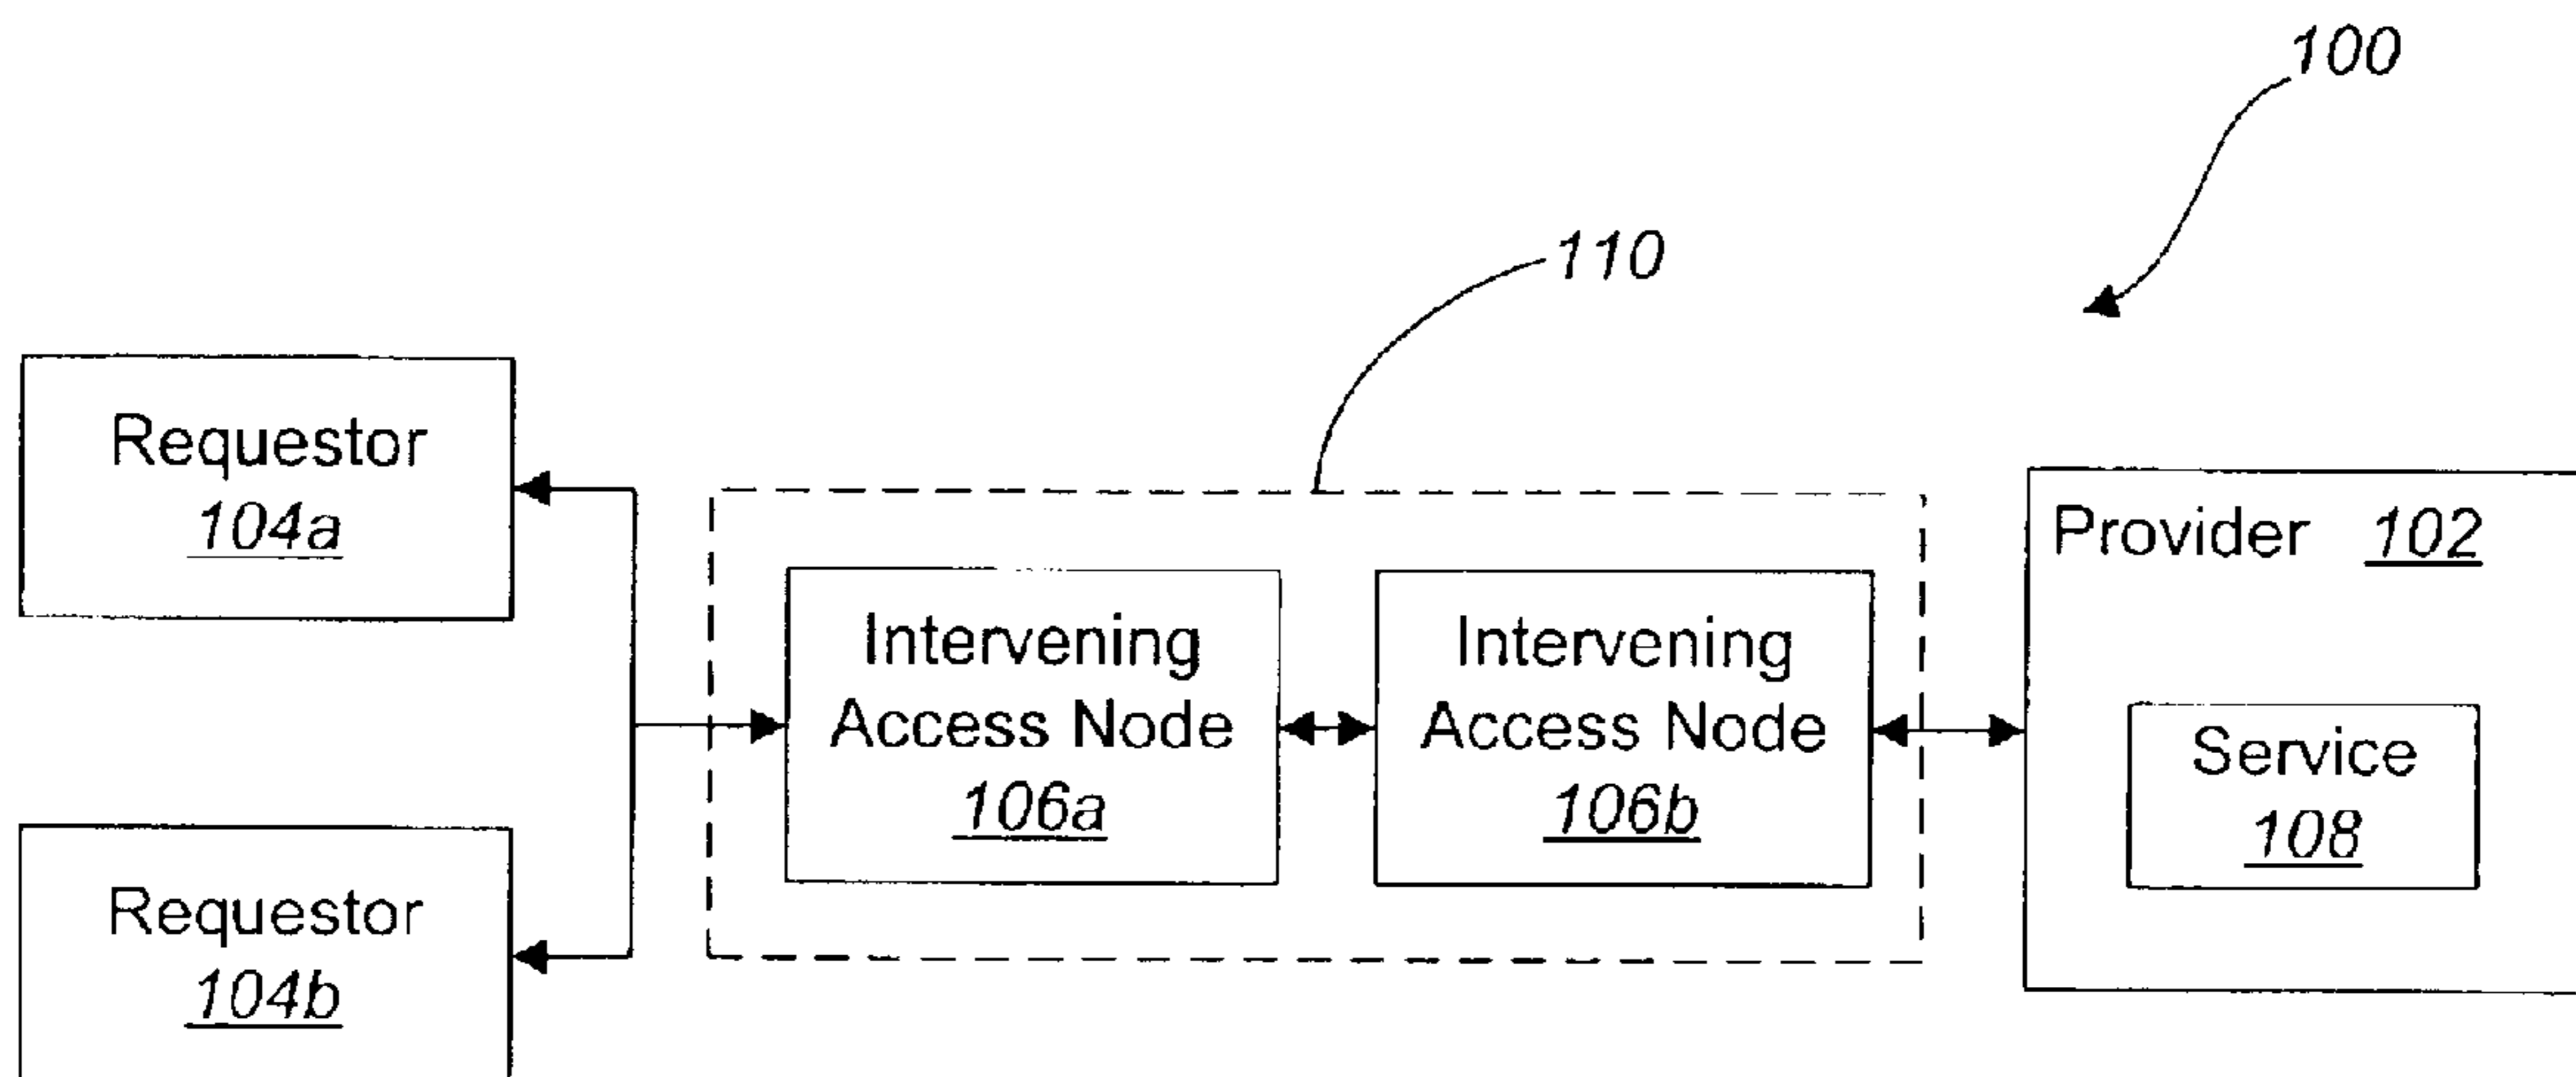 100
110
Requestor
104a
Provider 102
Intervening
Access Node
106a
Intervening
Access Node
106b
Service
108
Requestor
104b